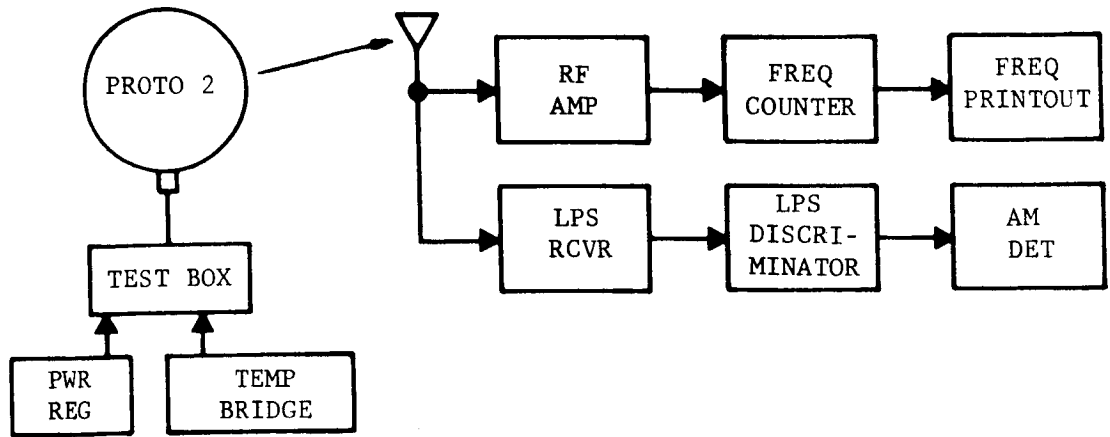 PROTO 2
RF
AMP
FREQ
COUNTER
FREQ
PRINTOUT
LPS
RCVR
LPS
DISCRI-
MINATOR
AM
DET
TEST BOX
PWR
REG
TEMP
BRIDGE